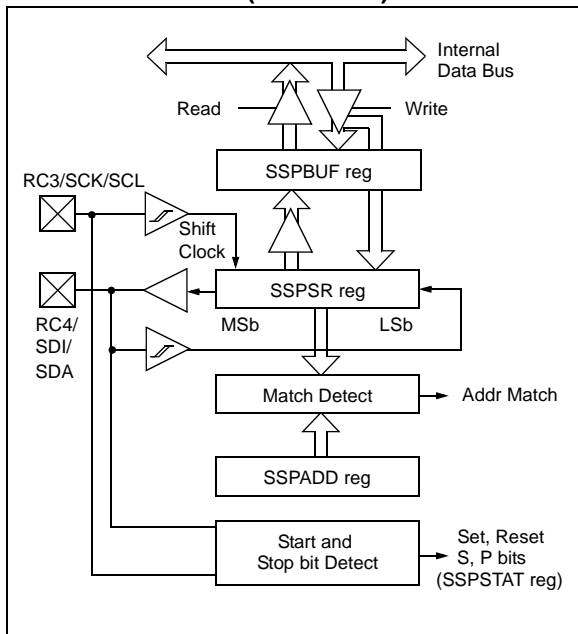 Internal
Data Bus
Read
Write
SSPBUF reg
RC3/SCK/SCL
Shift
Clock
SSPSR reg
MSb
LSb
RC4/
SDI/
SDA
Match Detect
Addr Match
SSPADD reg
Start and
Stop bit Detect
Set, Reset
S, P bits
(SSPSTAT reg)